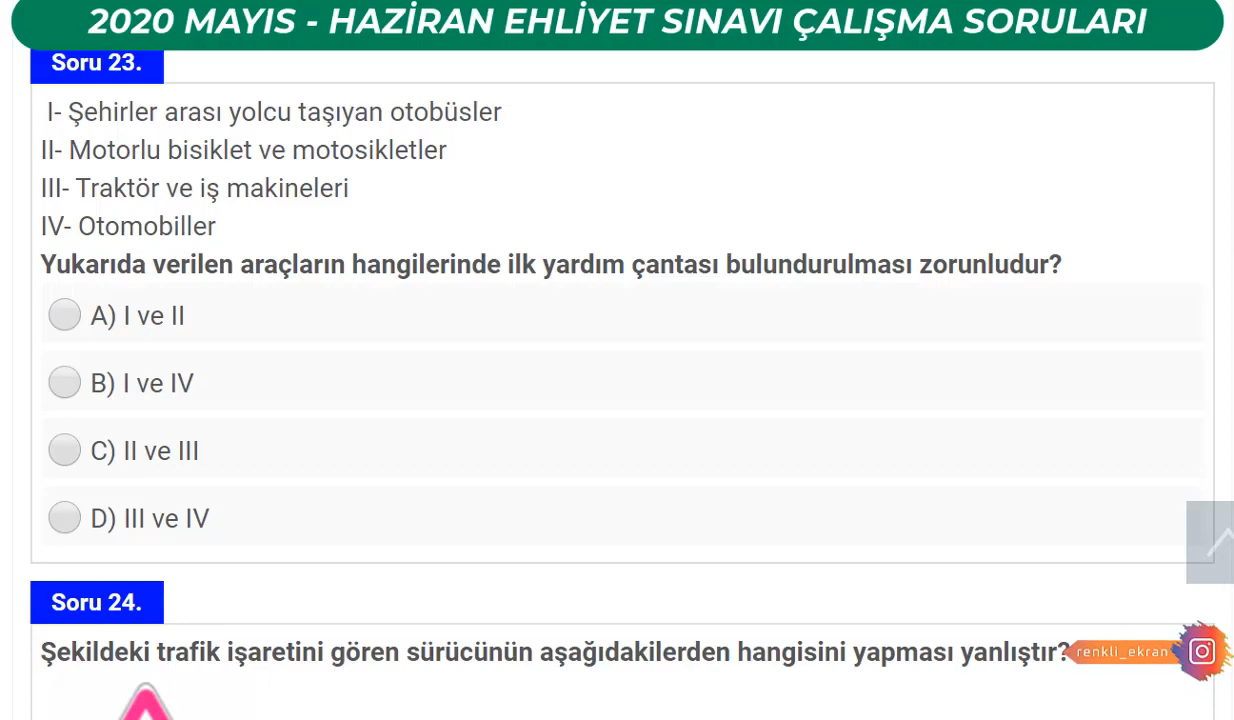 2020 MAYIS - HAZİRAN EHLİYET SINAVI ÇALIŞMA SORULARI
Soru 23.
I- Şehirler arası yolcu taşıyan otobüsler
II- Motorlu bisiklet ve motosikletler
III- Traktör ve iş makineleri
IV- Otomobiller
Yukarıda verilen araçların hangilerinde ilk yardım çantası bulundurulması zorunludur?
A) I ve II
B) I ve IV
C) II ve III
D) III ve IV
Soru 24.
Şekildeki trafik işaretini gören sürücünün aşağıdakilerden hangisini yapması yanlıştır?
renkli_ekran